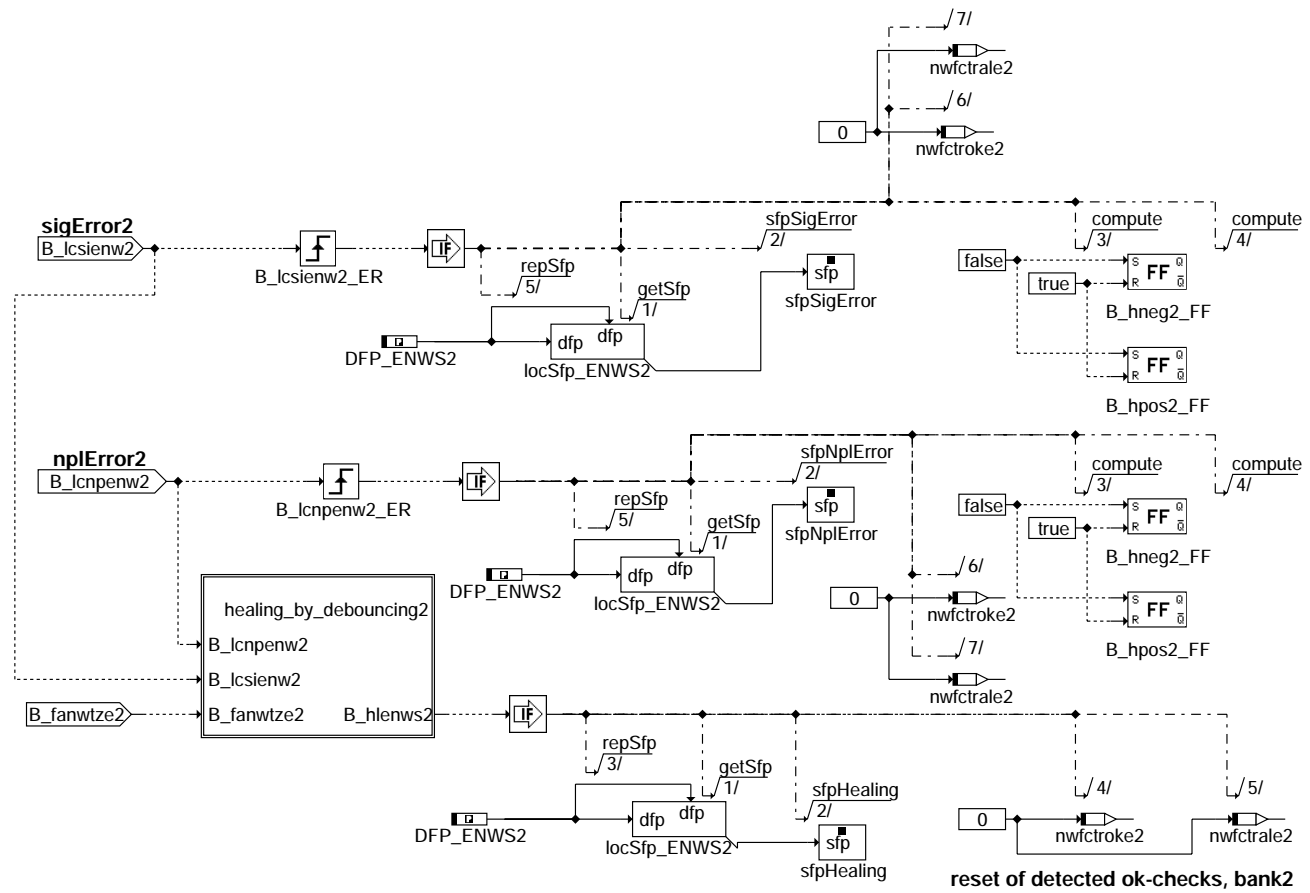 7/
nwfctrale2
6/
0
nwfctroke2
sigError2
B_lcsienw2
B_lcsienw2_ER
IF
repSfp
5/
sfpSigError
2/
getSfp
1/
sfp
sfpSigError
DFP_ENWS2
dfp
dfp
locSfp_ENWS2
compute
3/
compute
4/
false
true
S Q
FF
R Q
B_hneg2_FF
S Q
FF
R Q
B_hpos2_FF
nplError2
B_lcnpenw2
B_lcnpenw2_ER
IF
repSfp
5/
sfpNplError
2/
getSfp
1/
sfp
sfpNplError
DFP_ENWS2
dfp
dfp
locSfp_ENWS2
6/
0
nwfctroke2
7/
nwfctrale2
compute
3/
compute
4/
false
true
S Q
FF
R Q
B_hneg2_FF
S Q
FF
R Q
B_hpos2_FF
healing_by_debouncing2
B_lcnpenw2
B_lcsienw2
B_fanwtze2
B_fanwtze2
B_hlenws2
IF
repSfp
3/
getSfp
1/
sfpHealing
2/
sfp
sfpHealing
DFP_ENWS2
dfp
dfp
locSfp_ENWS2
4/
5/
0
nwfctroke2
nwfctrale2
reset of detected ok-checks, bank2